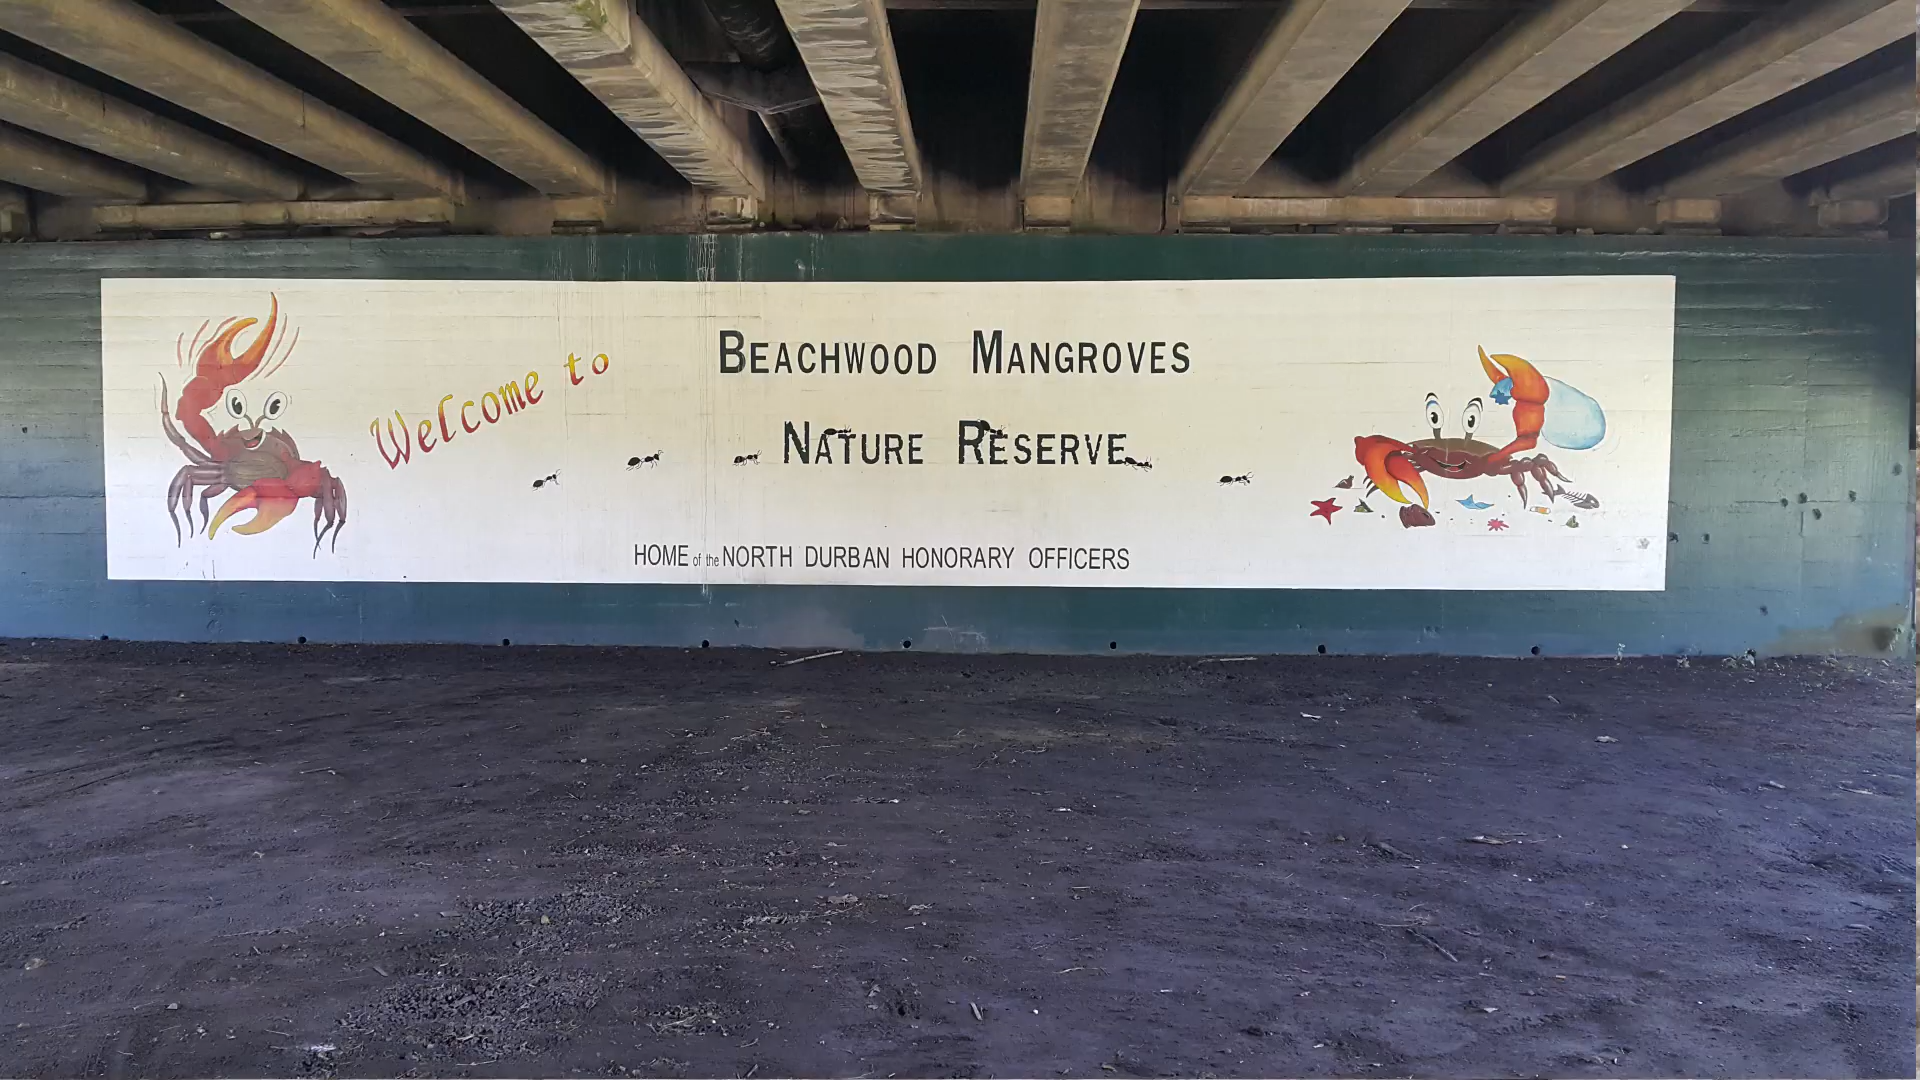 Welcome to
BEACHWOOD MANGROVES
NATURE RESERVE
HOME of the NORTH DURBAN HONORARY OFFICERS